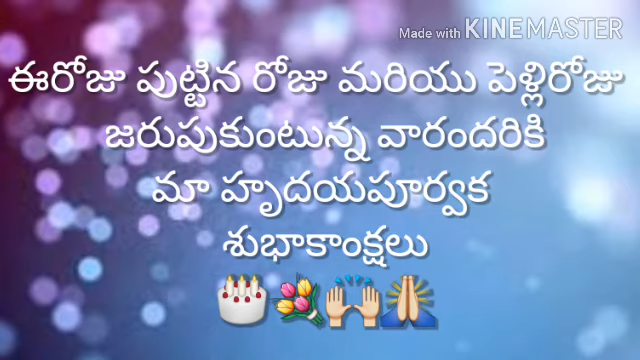 Made with KINEMASTER
ఈరోజు పుట్టిన రోజు మరియు పెళ్లిరోజు
జరుపుకుంటున్న వారందరికి
మా హృదయపూర్వక
శుభాకాంక్షలు
🎂💐🙌🙏